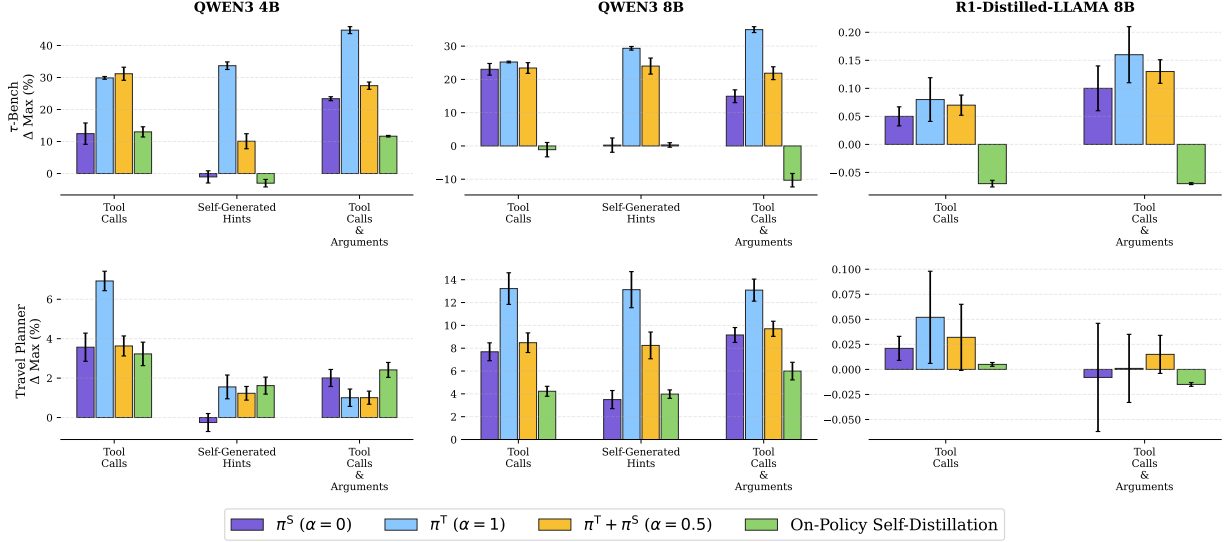 QWEN3 4B
QWEN3 8B
R1-Distilled-LLAMA 8B
τ-Bench
Δ Max (%)
40
30
20
10
0
Tool
Calls
Self-Generated
Hints
Tool
Calls
&
Arguments
30
20
10
0
−10
Tool
Calls
Self-Generated
Hints
Tool
Calls
&
Arguments
0.20
0.15
0.10
0.05
0.00
−0.05
Tool
Calls
Tool
Calls
&
Arguments
Travel Planner
Δ Max (%)
6
4
2
0
Tool
Calls
Self-Generated
Hints
Tool
Calls
&
Arguments
14
12
10
8
6
4
2
0
Tool
Calls
Self-Generated
Hints
Tool
Calls
&
Arguments
0.100
0.075
0.050
0.025
0.000
−0.025
−0.050
Tool
Calls
Tool
Calls
&
Arguments
π^S (α=0)
π^T (α=1)
π^T + π^S (α=0.5)
On-Policy Self-Distillation